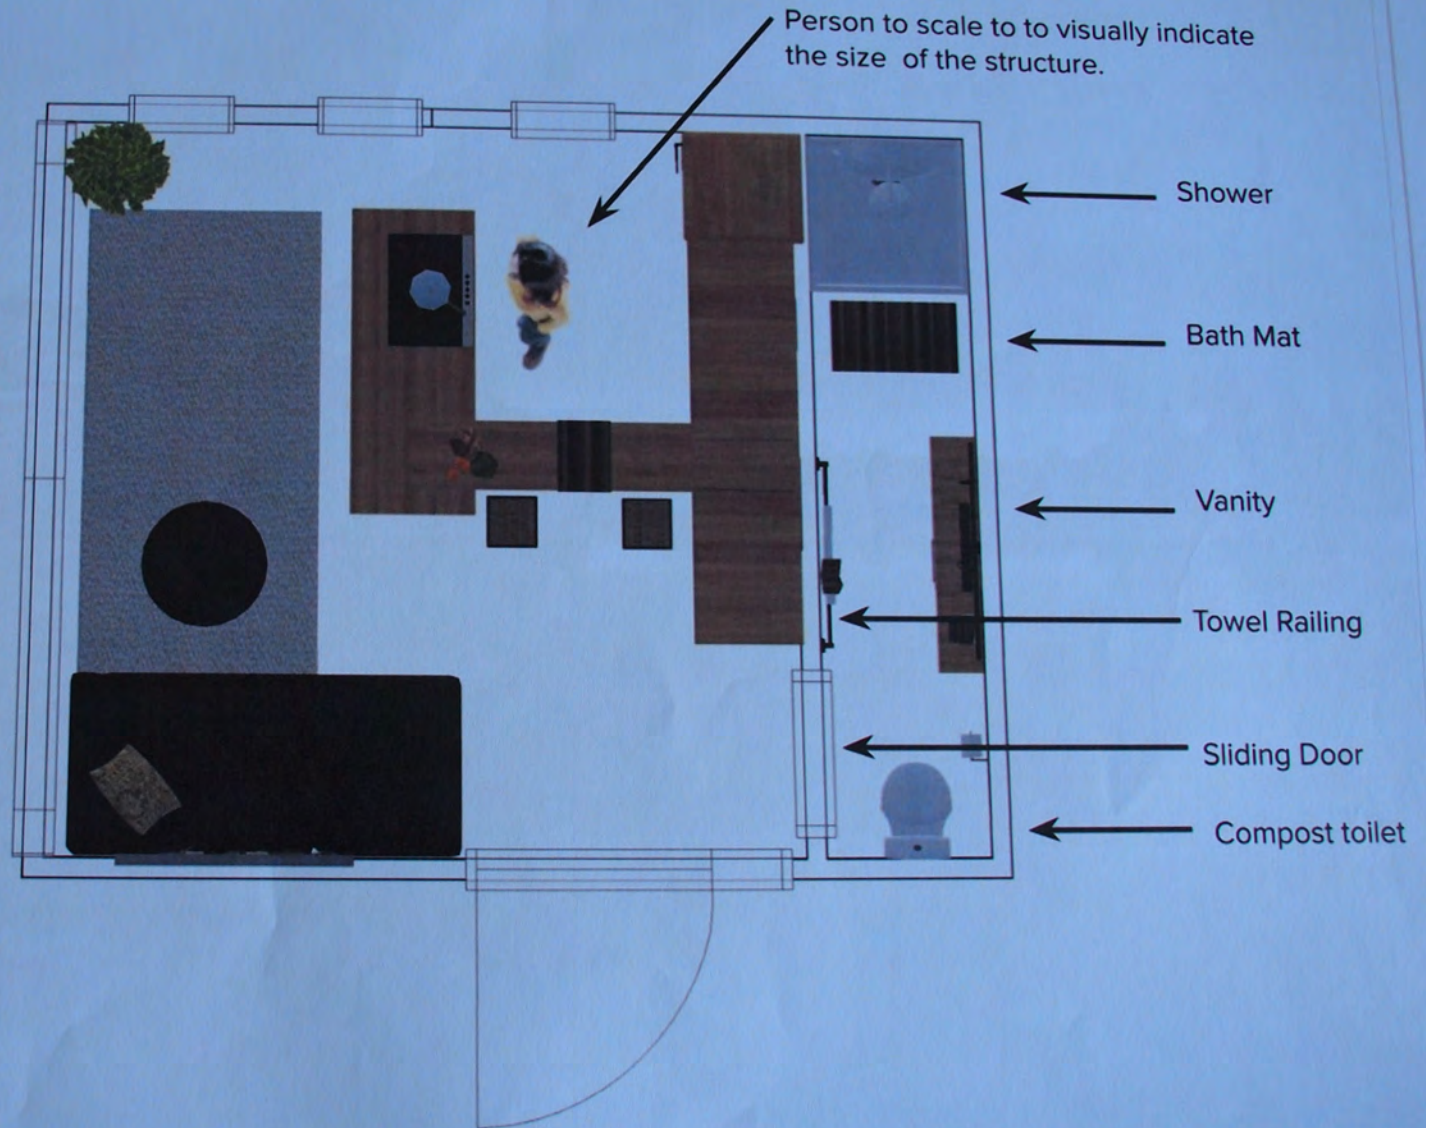 Person to scale to to visually indicate
the size of the structure.
Shower
Bath Mat
Vanity
Towel Railing
Sliding Door
Compost toilet